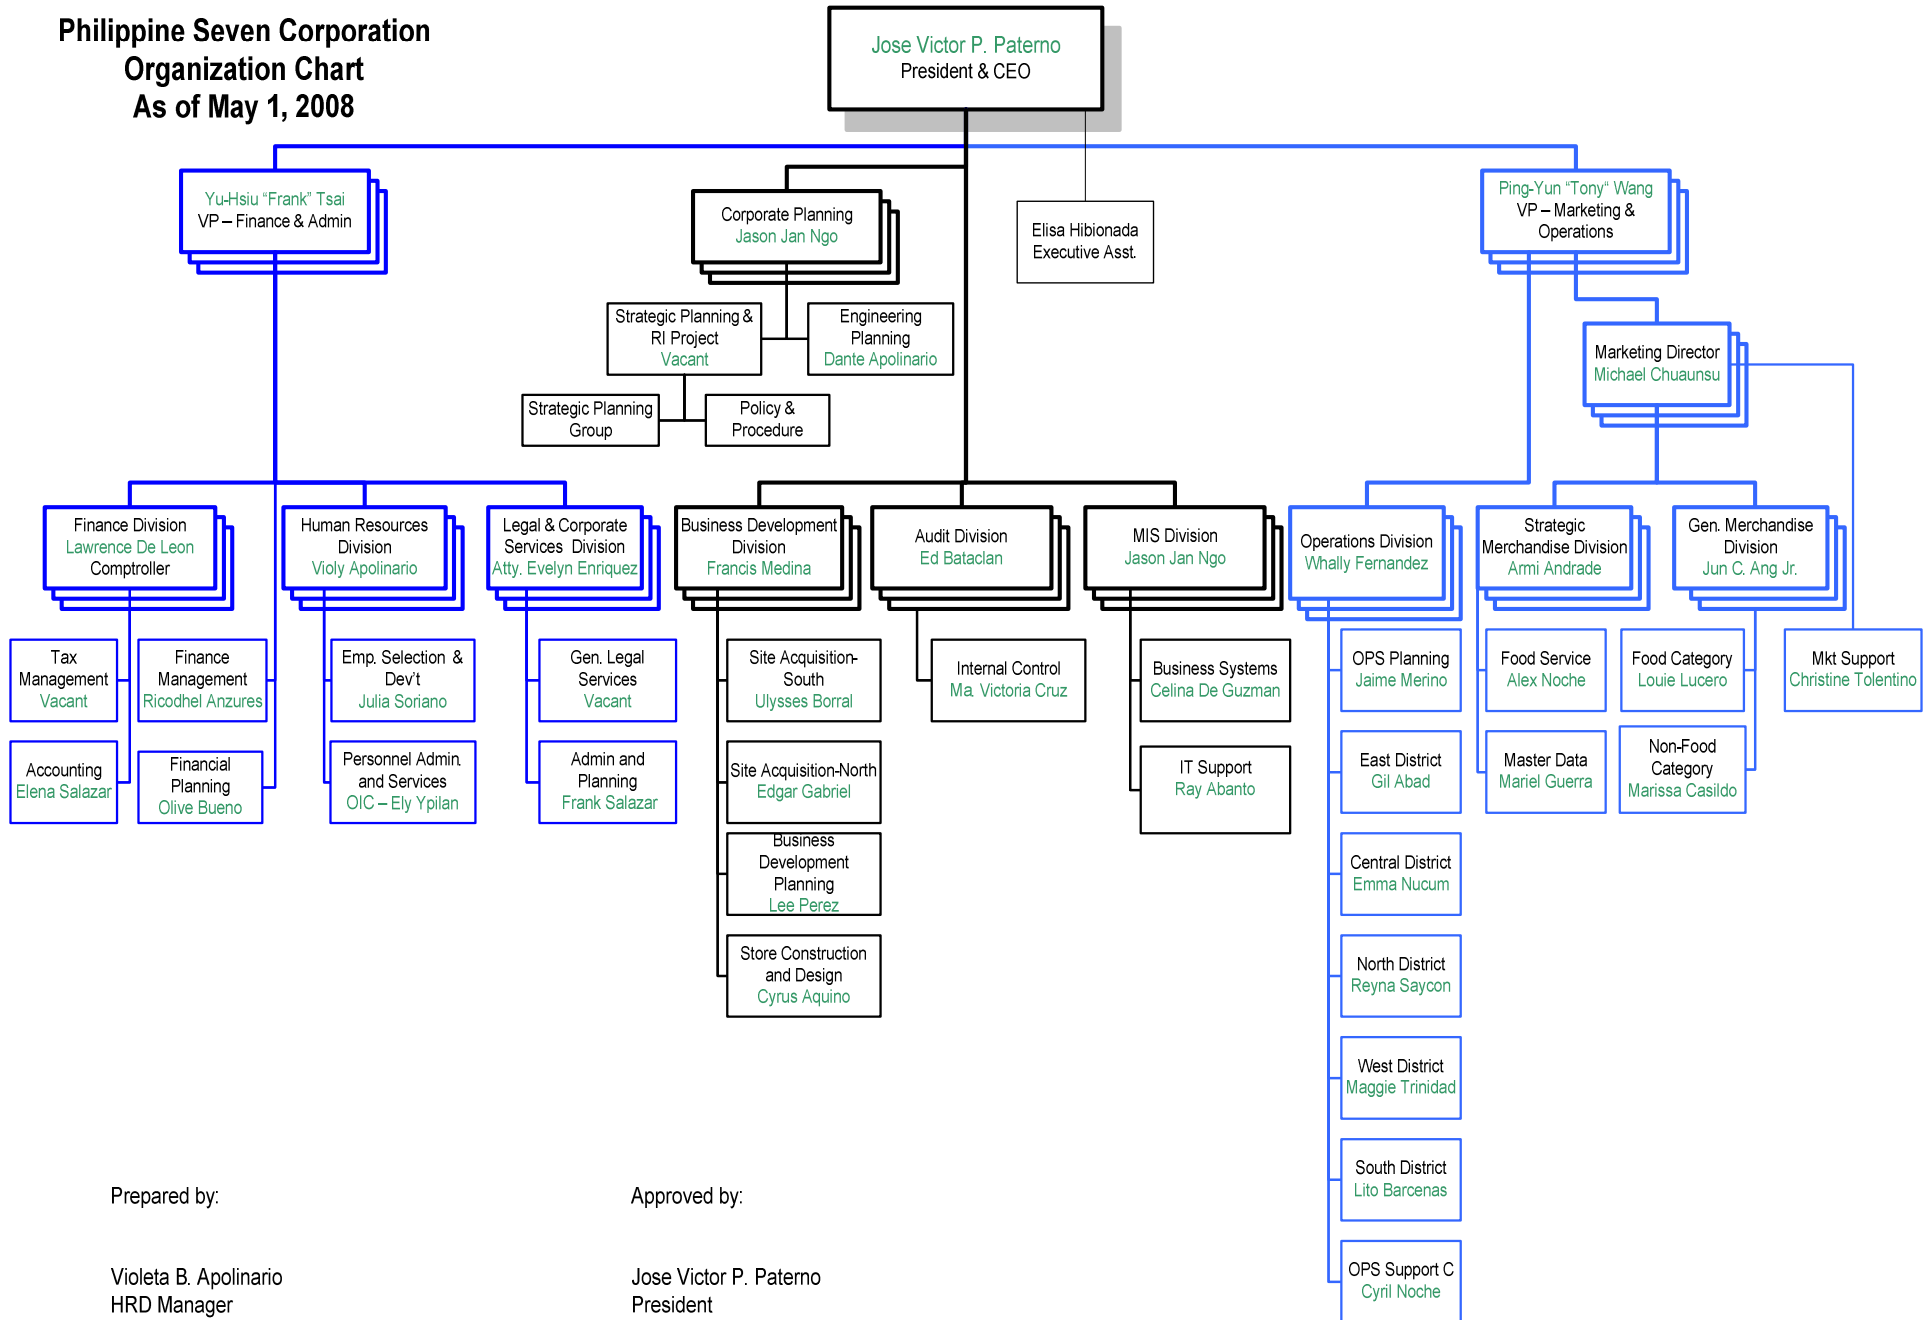 Philippine Seven Corporation
Organization Chart
As of May 1, 2008
Jose Victor P. Paterno
President & CEO
Yu-Hsiu “Frank” Tsai
VP – Finance & Admin
Corporate Planning
Jason Jan Ngo
Elisa Hibionada
Executive Asst.
Ping-Yun “Tony“ Wang
VP – Marketing &
Operations
Strategic Planning &
RI Project
Vacant
Engineering
Planning
Dante Apolinario
Marketing Director
Michael Chuaunsu
Strategic Planning
Group
Policy &
Procedure
Finance Division
Lawrence De Leon
Comptroller
Human Resources
Division
Violy Apolinario
Legal & Corporate
Services Division
Atty. Evelyn Enriquez
Business Development
Division
Francis Medina
Audit Division
Ed Bataclan
MIS Division
Jason Jan Ngo
Operations Division
Whally Fernandez
Strategic
Merchandise Division
Armi Andrade
Gen. Merchandise
Division
Jun C. Ang Jr.
Tax
Management
Vacant
Finance
Management
Ricodhel Anzures
Emp. Selection &
Dev’t
Julia Soriano
Gen. Legal
Services
Vacant
Site Acquisition-
South
Ulysses Borral
Internal Control
Ma. Victoria Cruz
Business Systems
Celina De Guzman
OPS Planning
Jaime Merino
Food Service
Alex Noche
Food Category
Louie Lucero
Mkt Support
Christine Tolentino
Accounting
Elena Salazar
Financial
Planning
Olive Bueno
Personnel Admin.
and Services
OIC – Ely Ypilan
Admin and
Planning
Frank Salazar
Site Acquisition-North
Edgar Gabriel
IT Support
Ray Abanto
East District
Gil Abad
Master Data
Mariel Guerra
Non-Food
Category
Marissa Casildo
Business
Development
Planning
Lee Perez
Central District
Emma Nucum
Store Construction
and Design
Cyrus Aquino
North District
Reyna Saycon
West District
Maggie Trinidad
South District
Lito Barcenas
OPS Support C
Cyril Noche
Prepared by:
Approved by:
Violeta B. Apolinario
HRD Manager
Jose Victor P. Paterno
President